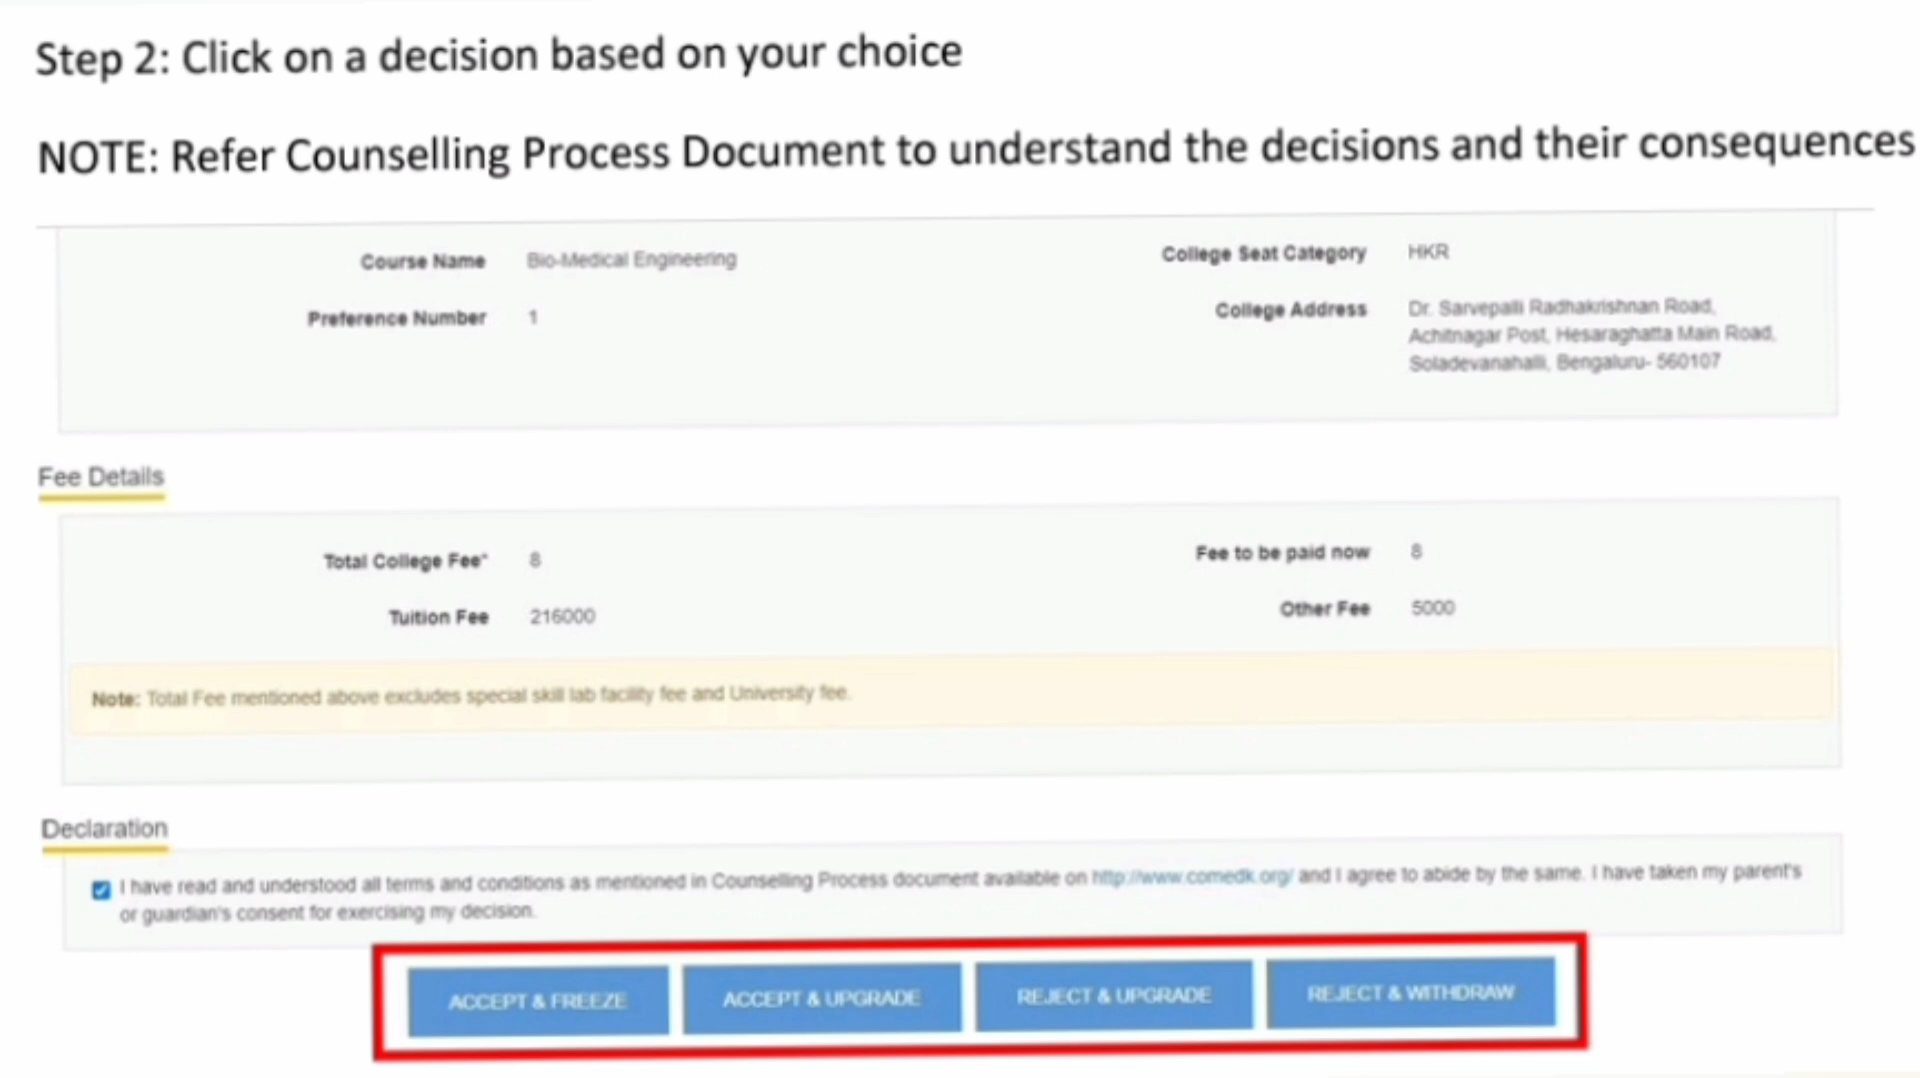 Step 2: Click on a decision based on your choice
NOTE: Refer Counselling Process Document to understand the decisions and their consequences
Course Name Bio-Medical Engineering College Seat Category HKR
Preference Number 1 College Address Dr. Sarvepalli Radhakrishnan Road,
Achitnagar Post, Hesaraghatta Main Road,
Soladevanahalli, Bengaluru- 560107
Fee Details
Total College Fee* 8 Fee to be paid now 8
Tuition Fee 216000 Other Fee 5000
Note: Total Fee mentioned above excludes special skill lab facility fee and University fee.
Declaration
I have read and understood all terms and conditions as mentioned in Counselling Process document available on http://www.comedk.org/ and I agree to abide by the same. I have taken my parent's
or guardian's consent for exercising my decision.
ACCEPT & FREEZE ACCEPT & UPGRADE REJECT & UPGRADE REJECT & WITHDRAW